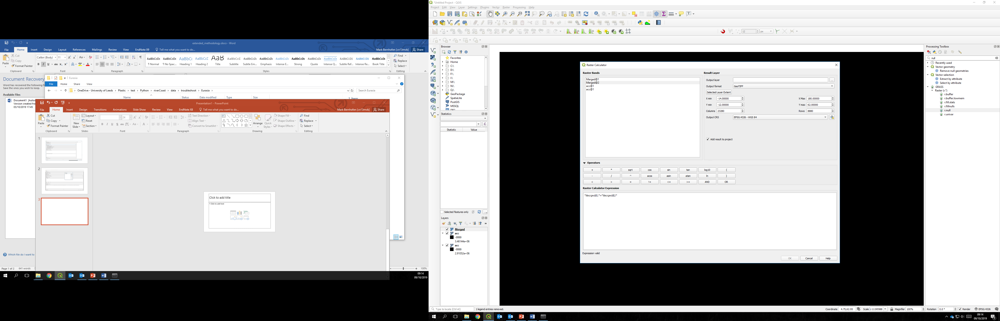 extended_methodology.docx - Word
File Home Insert Design Layout References Mailings Review View EndNote X9 Tell me what you want to do...
Mark Bernhofen [cn13mvb] Share
Paste Cut
Copy
Format Painter
Calibri (Body) 11
AaBbCcDc AaBbCcDc AaBbCc AaBbCcD AaB AaBbCcD AaBbCcDc AaBbCcDc AaBbCcDc AaBbCcDc AaBbCcDc AaBbCcDc AaBbCcDc AaBbCcDc
¶ Normal ¶ No Spac... Heading 1 Heading 2 Title Subtitle Subtle Em... Emphasis Intense E... Strong Quote Intense Q... Subtle Ref... Intense Re... Book Title
Find
Replace
Select
Clipboard Font Paragraph Styles Editing
Document Recovery
Word has recovered the following fi
Save the ones you wish to keep.
Available Files
Document1 [Autos
Version created from
03/10/2019 17:45
Which file do I want to
Page 1 of 2 641 words
100%
Eurasia
File Home Share View
OneDrive - University of Leeds › Plastic › test › Python › riverCoast › data › troubleshoot › Eurasia ›
Search Eurasia
Name Status Date modified Type Size
1 item
Presentation1 - PowerPoint
File Home Insert Design Transitions Animations Slide Show Review View EndNote X8 Tell me what you want to do...
Mark Bernhofen [cn13mvb] Share
Paste Cut
Copy
Format Painter
New Slide
Layout
Reset
Section
24
Text Direction
Align Text
Convert to SmartArt
Arrange
Quick Styles
Shape Fill
Shape Outline
Shape Effects
Find
Replace
Select
Clipboard Slides Font Paragraph Drawing Editing
1
2
3
Click to add title
• Click to add text
09:14
09/10/2019
*Untitled Project - QGIS
Project Edit View Layer Settings Plugins Vector Raster Processing Help
12 px
Browser
Favorites
Home
C:\
D:\
F:\
I:\
M:\
N:\
Q:\
GeoPackage
SpatiaLite
PostGIS
MSSQL
DB2
Statistics
Statistic Value
Selected features only
Layers
Merged
acc
-9999
3.46144e+06
acc
-9999
2.91052e+06
Raster Calculator
Raster Bands
Merged@1
Merged@2
acc@1
acc@1
Result Layer
Output layer
Output format GeoTIFF
Selected Layer Extent
X min -14.00000 X Max 180.00000
Y min -12.00000 Y max 62.00000
Columns 23280 Rows 8880
Output CRS EPSG:4326 - WGS 84
Add result to project
Operators
+ * sqrt cos sin tan log10 (
- / ^ acos asin atan ln )
< > = != <= >= AND OR
Raster Calculator Expression
"Merged@1"+"Merged@2"
Expression valid
OK Cancel Help
Processing Toolbox
null
Recently used
Vector geometry
Remove null geometries
Vector selection
Extract by attribute
Select by attribute
GRASS
Raster (r.*)
r.buffer
r.buffer.lowmem
r.fill.stats
r.fillnulls
r.null
r.univar
Type to locate (Ctrl+K) 1 legend entries removed.
Coordinate 4.75,62.95 Scale 1:11195588 Magnifier 100% Rotation 0.0 ° Render EPSG:4326
09:14
09/10/2019